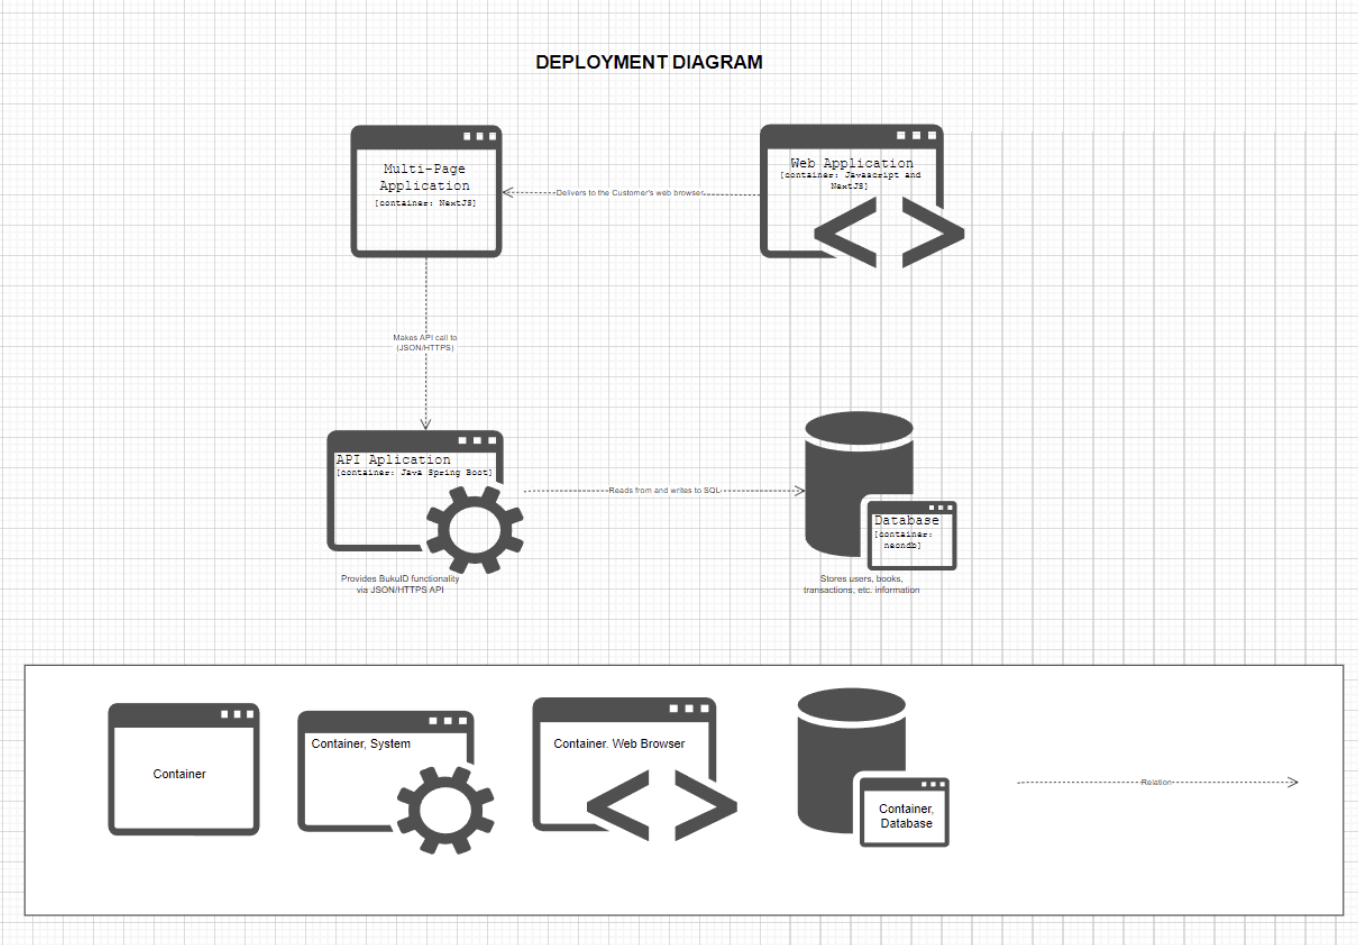 DEPLOYMENT DIAGRAM
Multi-Page
Application
[container: NextJS]
Delivers to the Customer's web browser
Web Application
[container: Javascript and
NextJS]
Makes API call to
(JSON/HTTPS)
API Aplication
[container: Java Spring Boot]
Reads from and writes to SQL
Database
[container:
neondb]
Provides BukuID functionality
via JSON/HTTPS API
Stores users, books,
transactions, etc. information
Container
Container, System
Container. Web Browser
Container,
Database
Relation